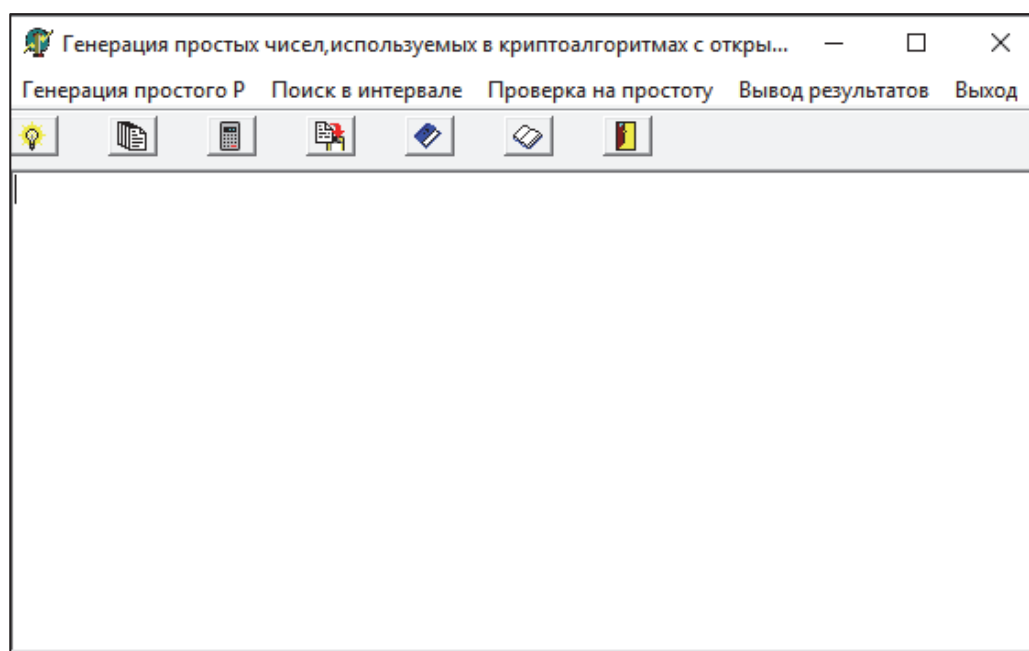 Генерация простых чисел,используемых в криптоалгоритмах с откры...
Генерация простого P Поиск в интервале Проверка на простоту Вывод результатов Выход